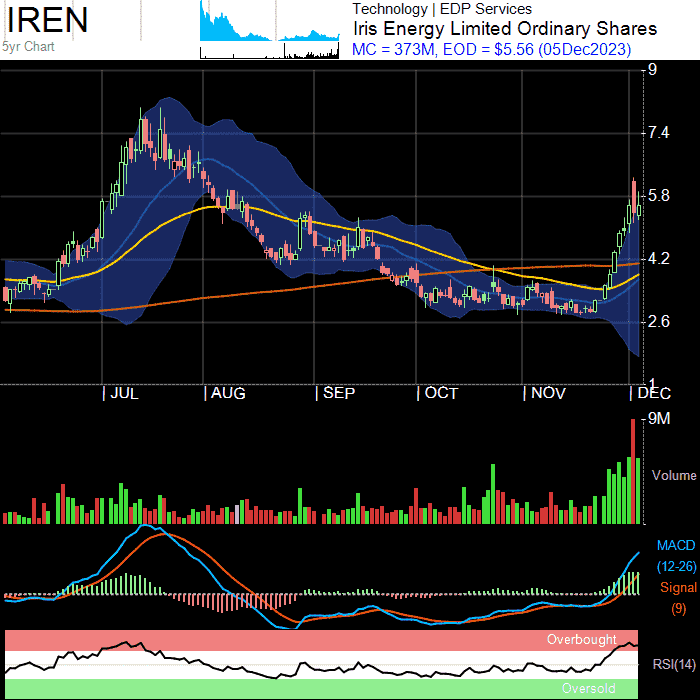 IREN
5yr Chart
Technology | EDP Services
Iris Energy Limited Ordinary Shares
MC = 373M, EOD = $5.56 (05Dec2023)
9
7.4
5.8
4.2
2.6
1
JUL AUG SEP OCT NOV DEC
9M
Volume
MACD
(12-26)
Signal
(9)
Overbought
RSI(14)
Oversold